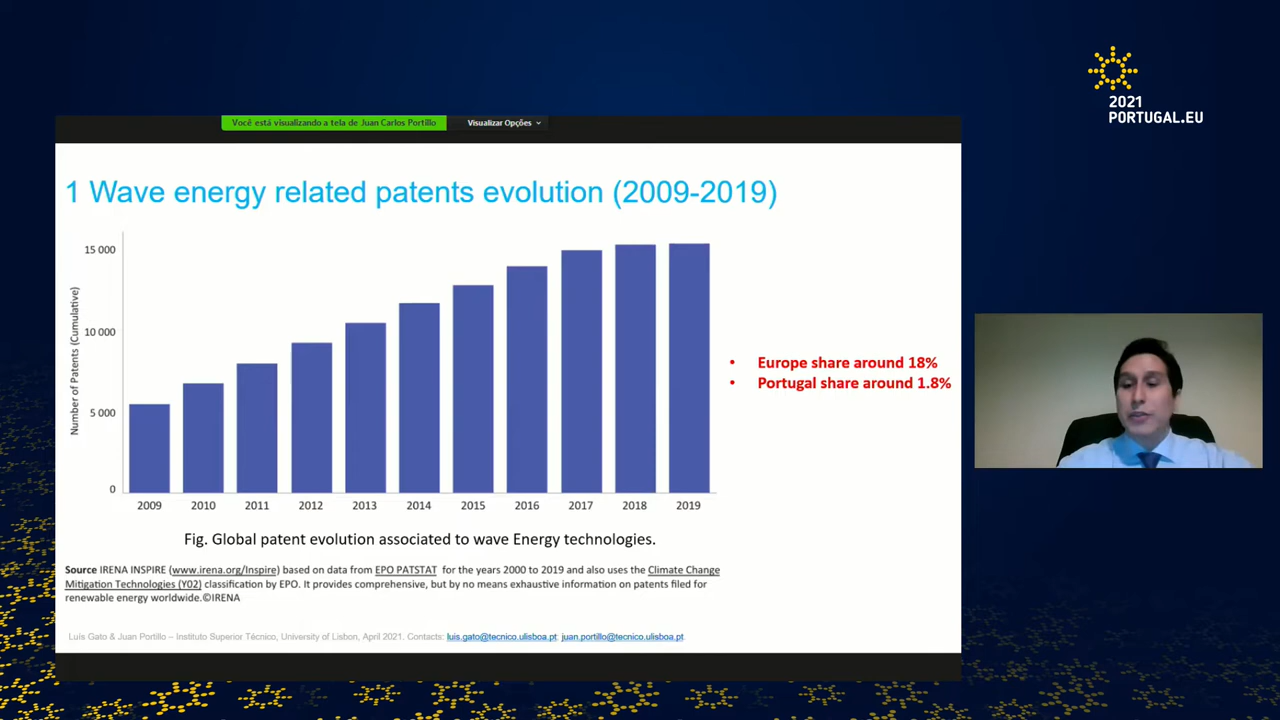 2021
PORTUGAL.EU
Você está visualizando a tela de Juan Carlos Portillo
Visualizar Opções
1 Wave energy related patents evolution (2009-2019)
Number of Patents (Cumulative)
15 000
10 000
5 000
0
2009 2010 2011 2012 2013 2014 2015 2016 2017 2018 2019
• Europe share around 18%
• Portugal share around 1.8%
Fig. Global patent evolution associated to wave Energy technologies.
Source IRENA INSPIRE (www.irena.org/Inspire) based on data from EPO PATSTAT for the years 2000 to 2019 and also uses the Climate Change
Mitigation Technologies (Y02) classification by EPO. It provides comprehensive, but by no means exhaustive information on patents filed for
renewable energy worldwide.©IRENA
Luís Gato & Juan Portillo – Instituto Superior Técnico, University of Lisbon, April 2021. Contacts: luis.gato@tecnico.ulisboa.pt, juan.portillo@tecnico.ulisboa.pt.